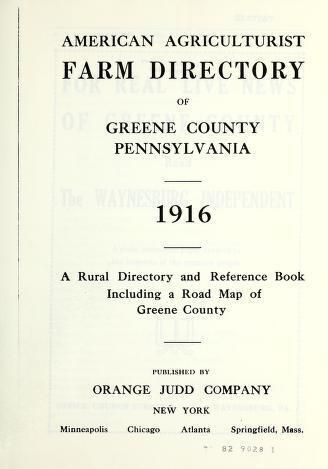 AMERICAN AGRICULTURIST
FARM DIRECTORY
OF
GREENE COUNTY
PENNSYLVANIA
1916
A Rural Directory and Reference Book
Including a Road Map of
Greene County
PUBLISHED BY
ORANGE JUDD COMPANY
NEW YORK
Minneapolis Chicago Atlanta Springfield, Mass.
82 9028 1